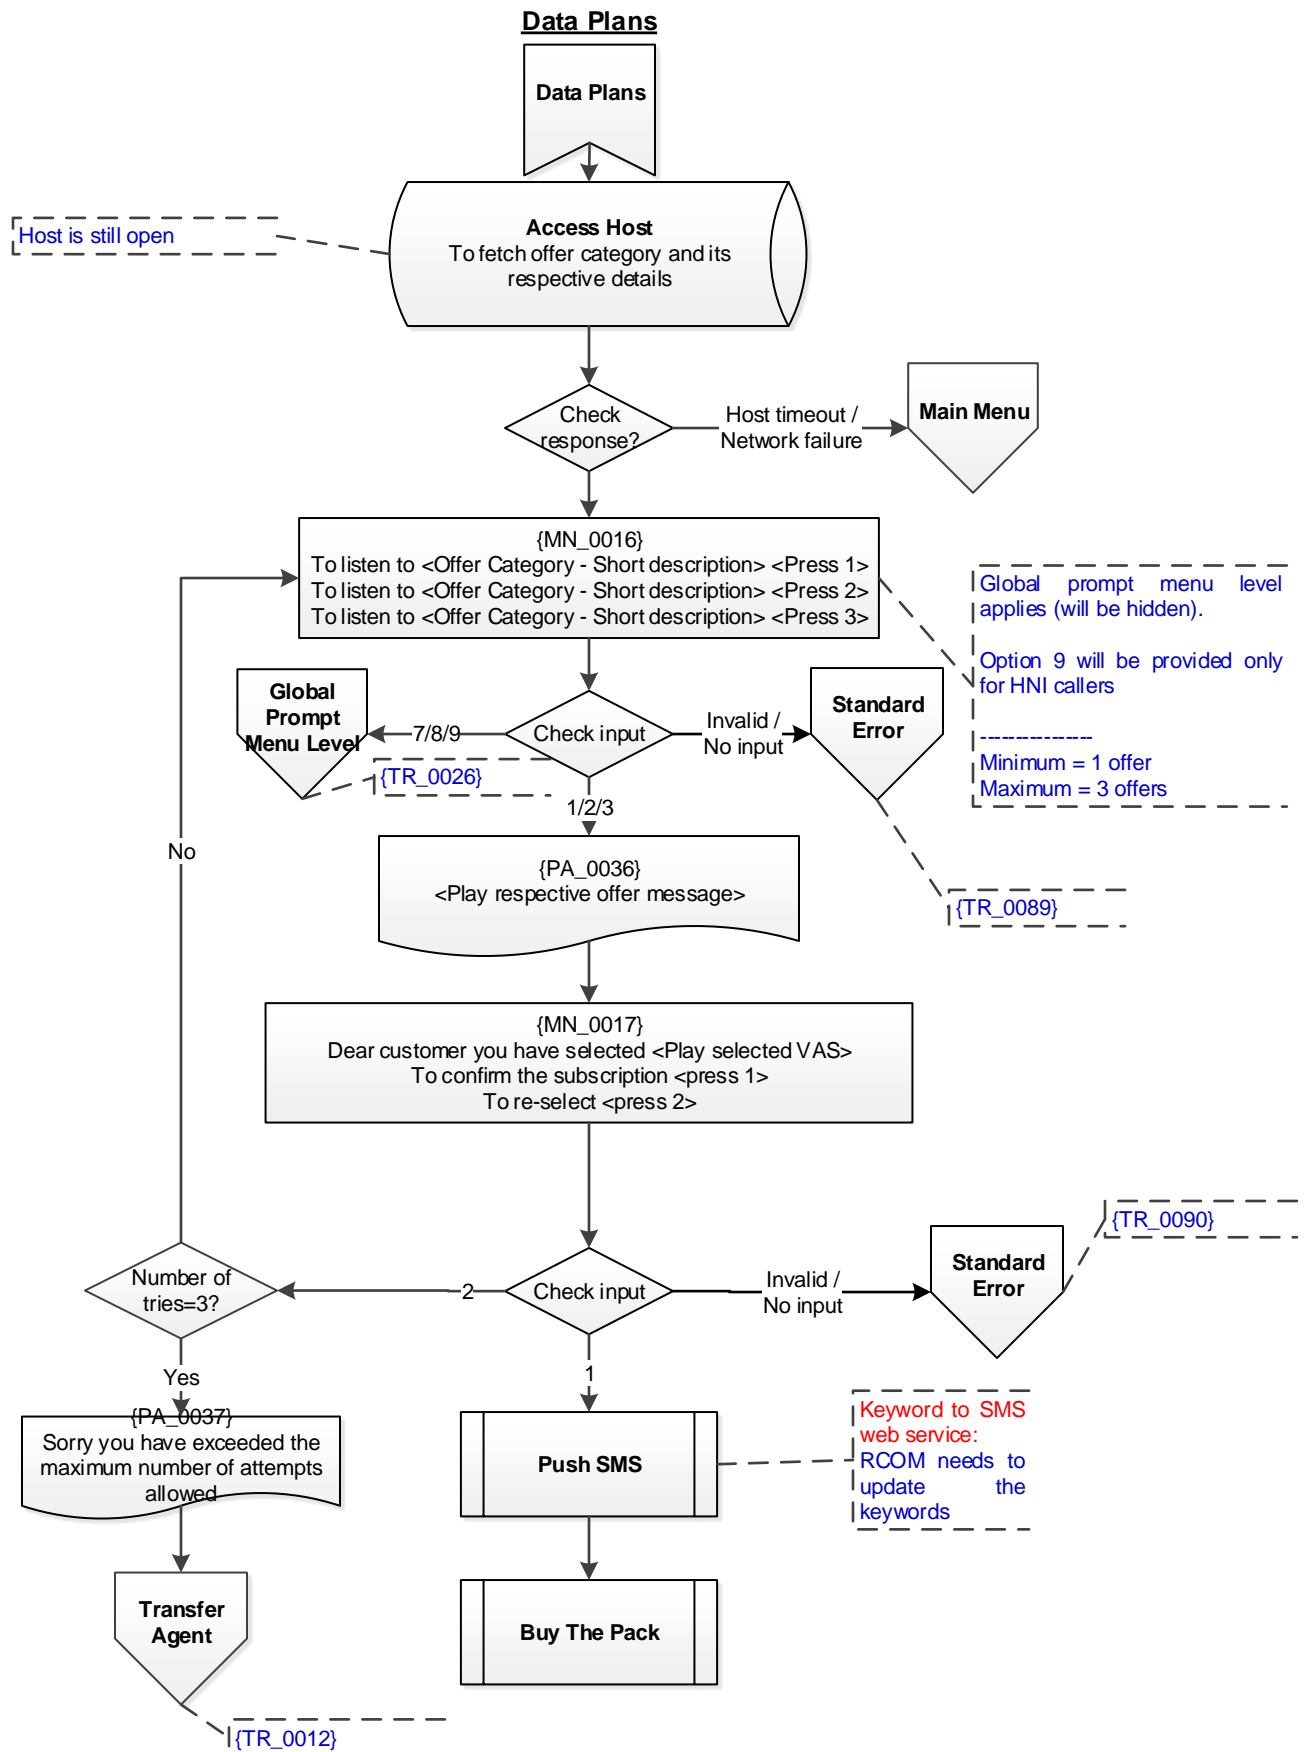 Data Plans
Data Plans
Access Host
To fetch offer category and its
respective details
Host is still open
Check
response?
Host timeout /
Network failure
Main Menu
{MN_0016}
To listen to <Offer Category - Short description> <Press 1>
To listen to <Offer Category - Short description> <Press 2>
To listen to <Offer Category - Short description> <Press 3>
Global prompt menu level
applies (will be hidden).
Option 9 will be provided only
for HNI callers
----------------
Minimum = 1 offer
Maximum = 3 offers
Global
Prompt
Menu Level
7/8/9
Check input
Invalid /
No input
Standard
Error
{TR_0026}
1/2/3
No
{PA_0036}
<Play respective offer message>
{TR_0089}
{MN_0017}
Dear customer you have selected <Play selected VAS>
To confirm the subscription <press 1>
To re-select <press 2>
{TR_0090}
Number of
tries=3?
2
Check input
Invalid /
No input
Standard
Error
Yes
1
{PA_0037}
Sorry you have exceeded the
maximum number of attempts
allowed
Push SMS
Keyword to SMS
web service:
RCOM needs to
update the
keywords
Transfer
Agent
Buy The Pack
{TR_0012}